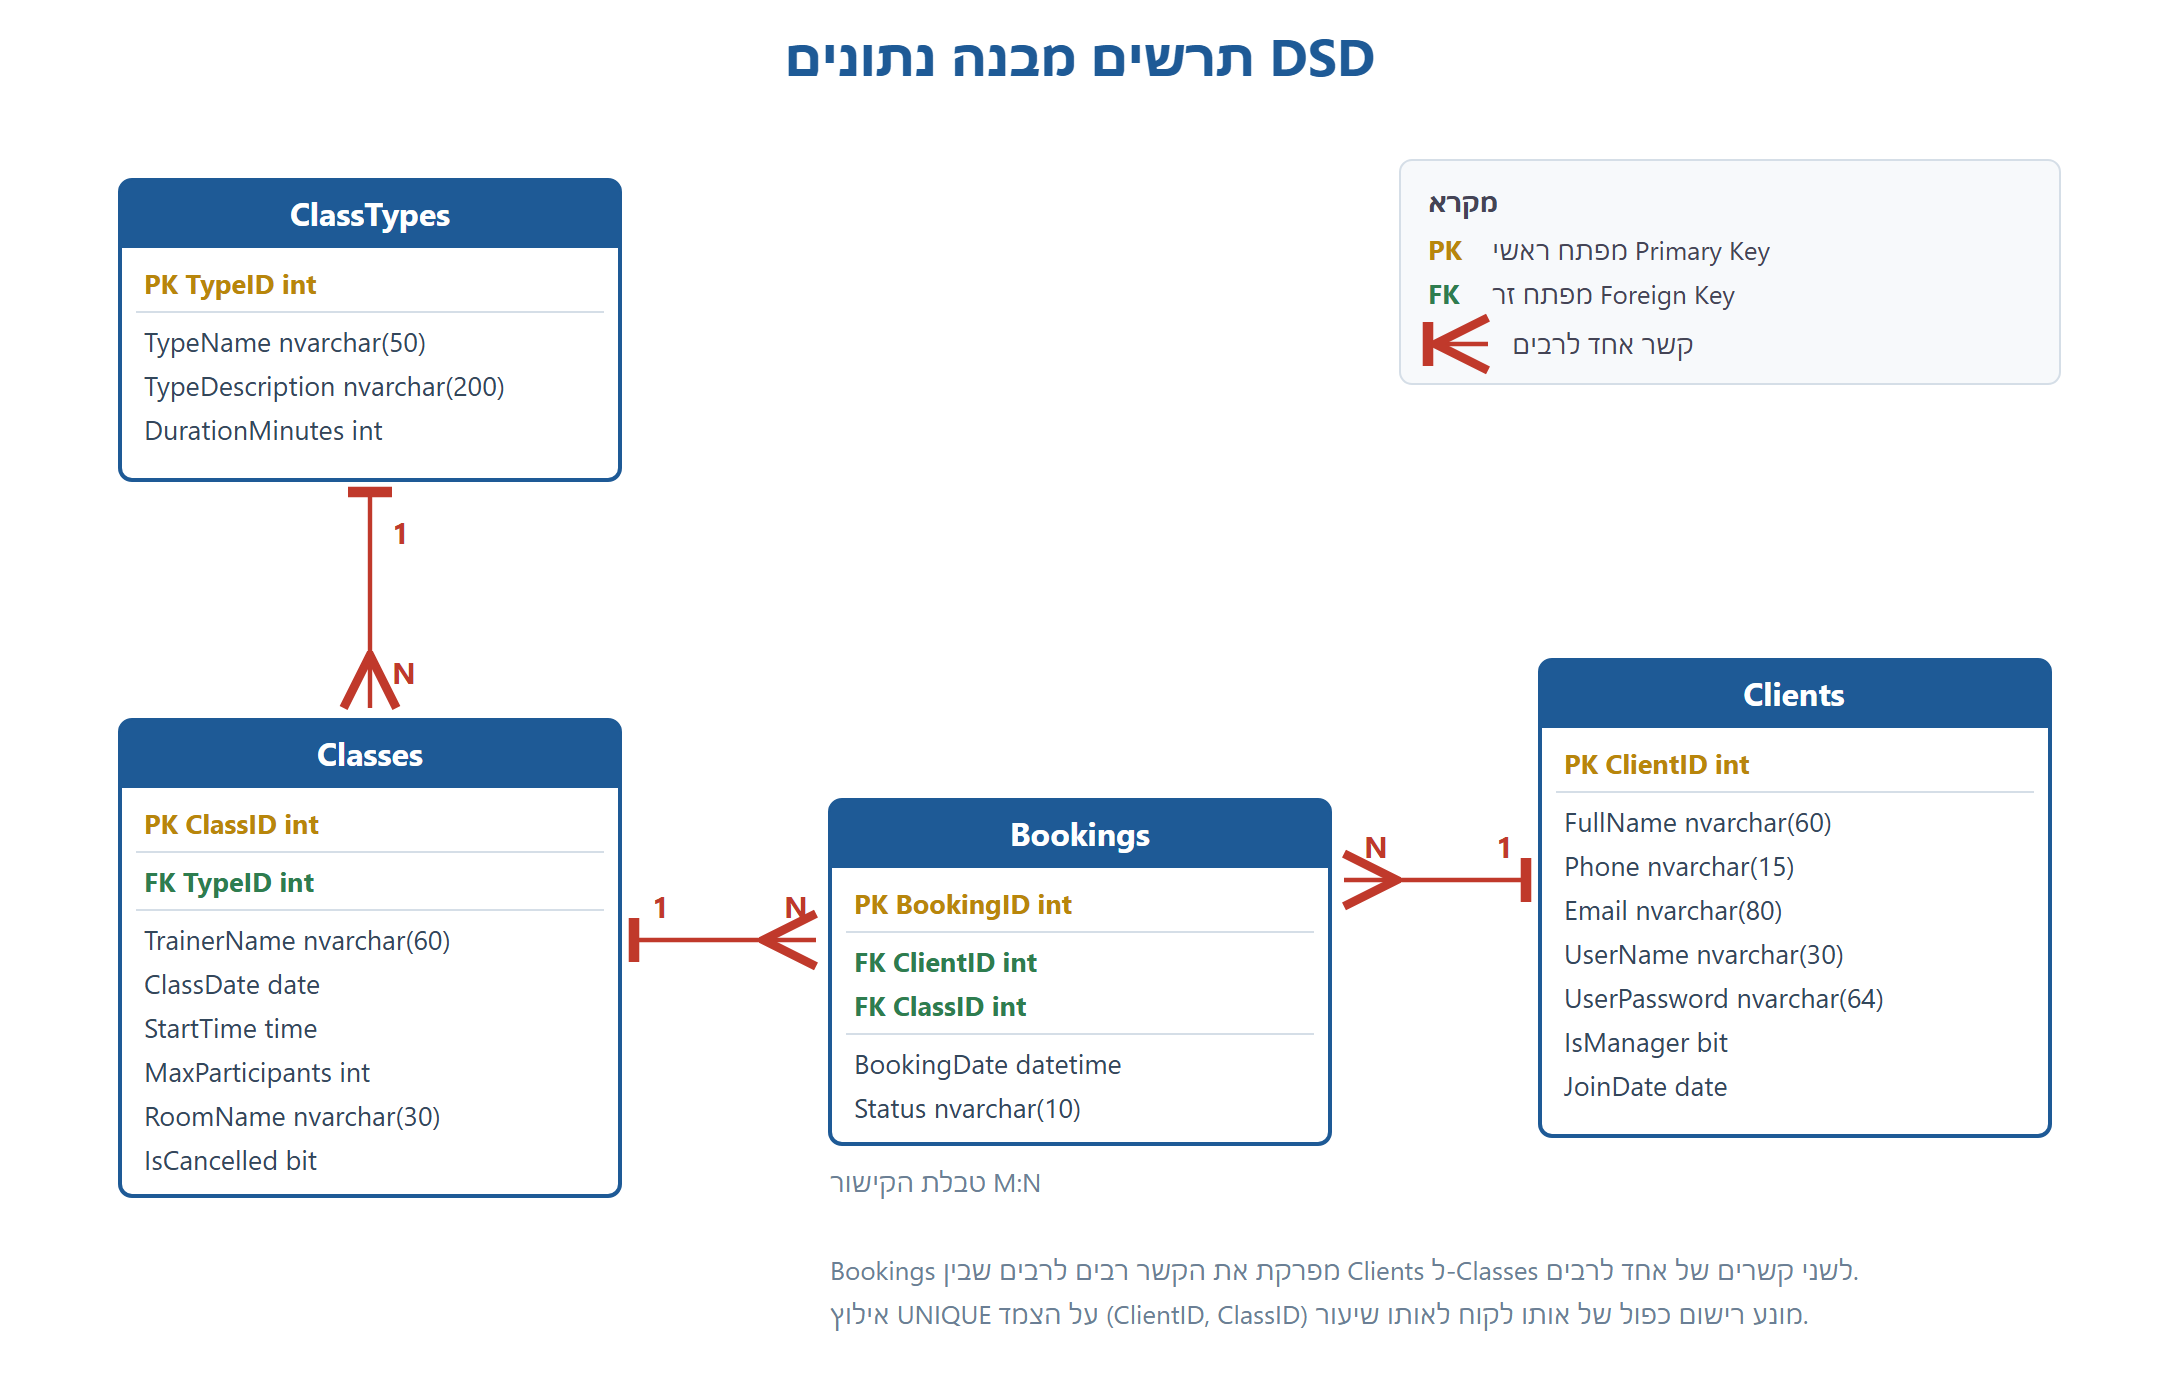 תרשים מבנה נתונים DSD
מקרא
PK מפתח ראשי Primary Key
FK מפתח זר Foreign Key
קשר אחד לרבים
ClassTypes
PK TypeID int
TypeName nvarchar(50)
TypeDescription nvarchar(200)
DurationMinutes int
1
N
Classes
PK ClassID int
FK TypeID int
TrainerName nvarchar(60)
ClassDate date
StartTime time
MaxParticipants int
RoomName nvarchar(30)
IsCancelled bit
1
N
Bookings
PK BookingID int
FK ClientID int
FK ClassID int
BookingDate datetime
Status nvarchar(10)
טבלת הקישור M:N
N
1
Clients
PK ClientID int
FullName nvarchar(60)
Phone nvarchar(15)
Email nvarchar(80)
UserName nvarchar(30)
UserPassword nvarchar(64)
IsManager bit
JoinDate date
Bookings מפרקת את הקשר רבים לרבים שבין Clients ל-Classes לשני קשרים של אחד לרבים.
אילוץ UNIQUE על הצמד (ClientID, ClassID) מונע רישום כפול של אותו לקוח לאותו שיעור.